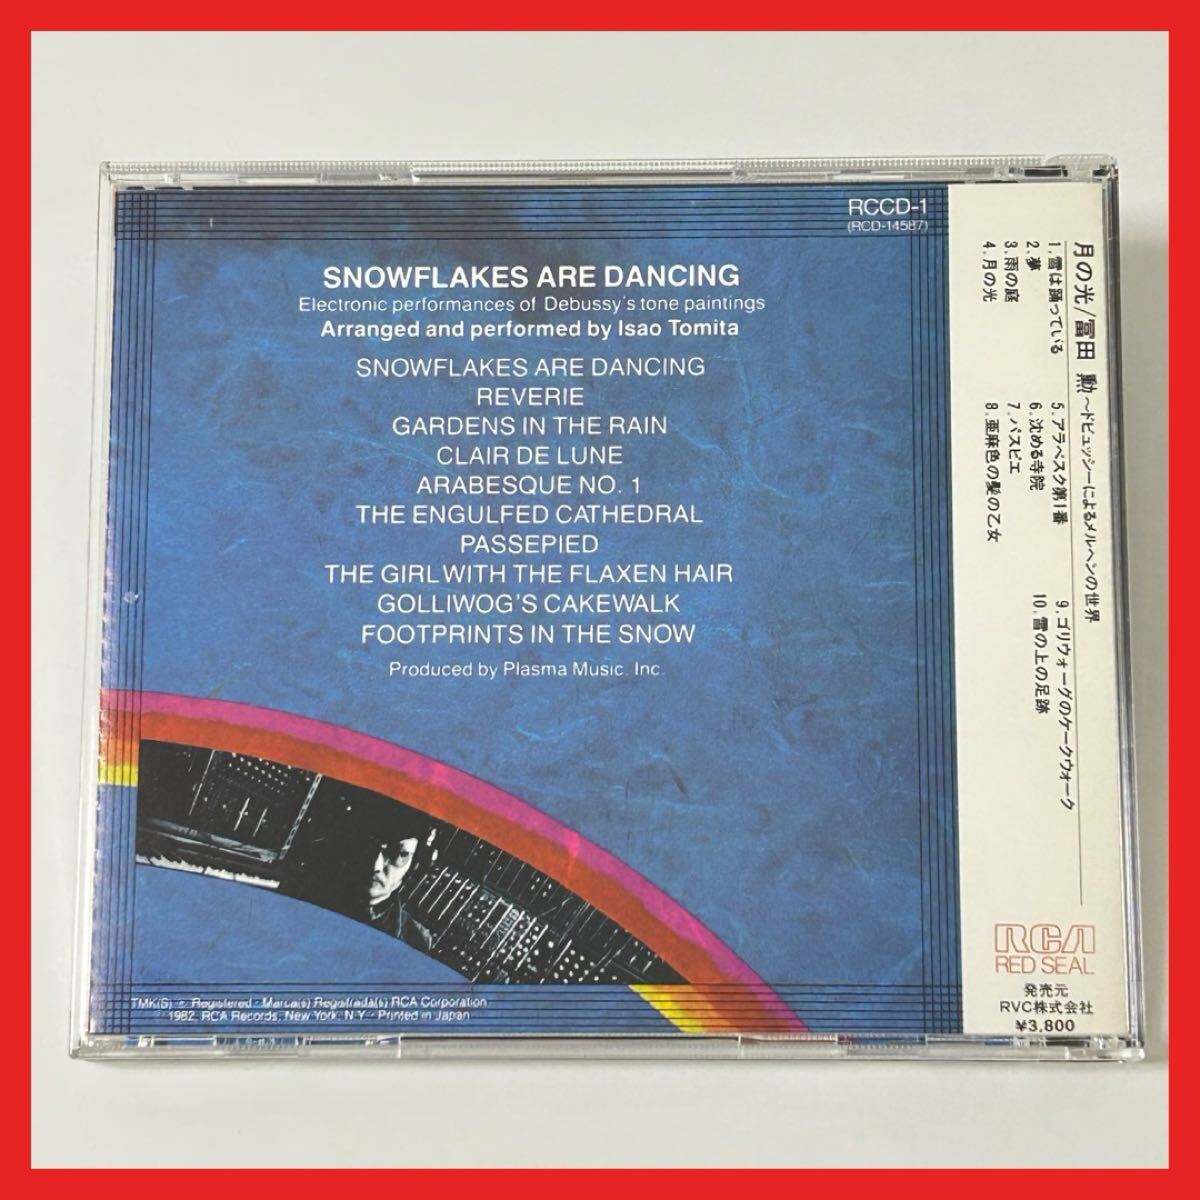 RCCD-1
(RCD-14587)
SNOWFLAKES ARE DANCING
Electronic performances of Debussy's tone paintings
Arranged and performed by Isao Tomita
SNOWFLAKES ARE DANCING
REVERIE
GARDENS IN THE RAIN
CLAIR DE LUNE
ARABESQUE NO. 1
THE ENGULFED CATHEDRAL
PASSEPIED
THE GIRL WITH THE FLAXEN HAIR
GOLLIWOG'S CAKEWALK
FOOTPRINTS IN THE SNOW
Produced by Plasma Music, Inc.
TMK(S) ® Registered • Marca(s) Registrada(s) RCA Corporation
1982, RCA Records, New York, N.Y. • Printed in Japan
月の光/冨田 勲 〜ドビュッシーによるメルヘンの世界
1. 雪は踊っている
2. 夢
3. 雨の庭
4. 月の光
5. アラベスク第1番
6. 沈める寺院
7. パスピエ
8. 亜麻色の髪の乙女
9. ゴリウォーグのケークウォーク
10. 雪の上の足跡
RCA
RED SEAL
発売元
RVC株式会社
¥3,800